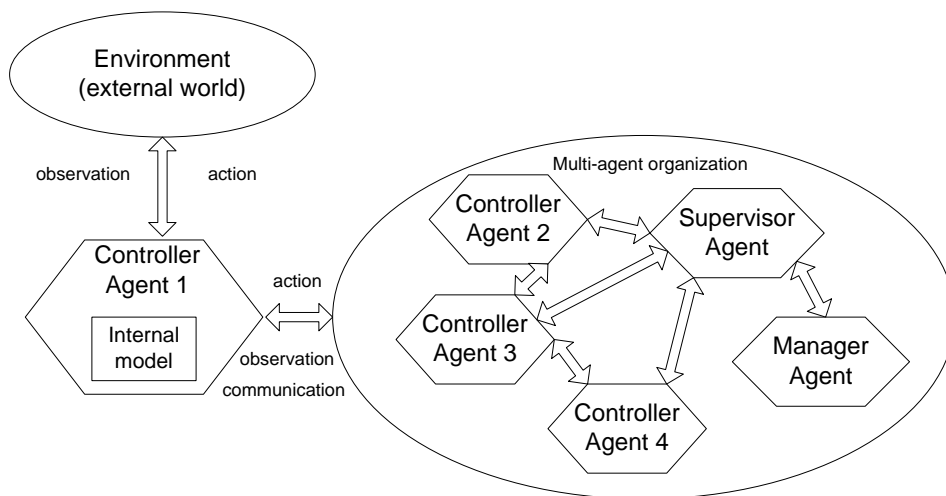 Environment
(external world)
observation
action
Controller
Agent 1
Internal
model
action
observation
communication
Multi-agent organization
Controller
Agent 2
Supervisor
Agent
Controller
Agent 3
Manager
Agent
Controller
Agent 4